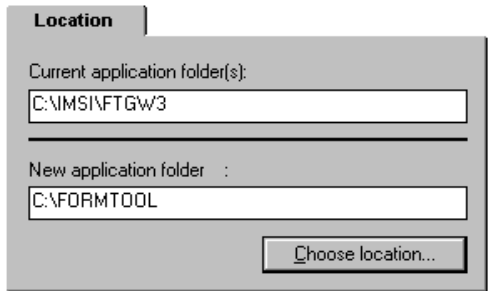 Location
Current application folder(s):
C:\IMSI\FTGW3
New application folder :
C:\FORMTOOL
Choose location...